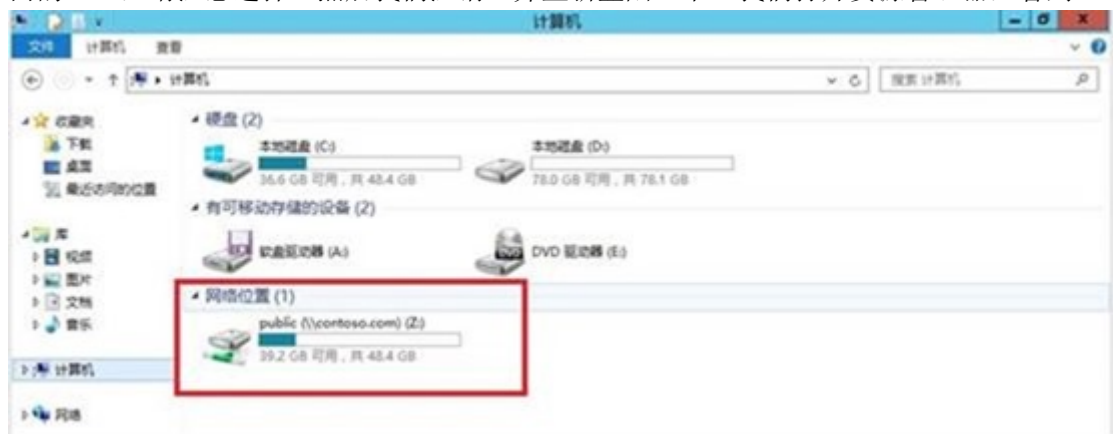 计算机
文件 计算机 查看
计算机
搜索 计算机
收藏夹
下载
桌面
最近访问的位置
库
视频
图片
文档
音乐
计算机
网络
硬盘 (2)
本地磁盘 (C:)
36.6 GB 可用，共 48.4 GB
本地磁盘 (D:)
78.0 GB 可用，共 78.1 GB
有可移动存储的设备 (2)
软盘驱动器 (A:)
DVD 驱动器 (E:)
网络位置 (1)
public (\\contoso.com) (Z:)
39.2 GB 可用，共 48.4 GB